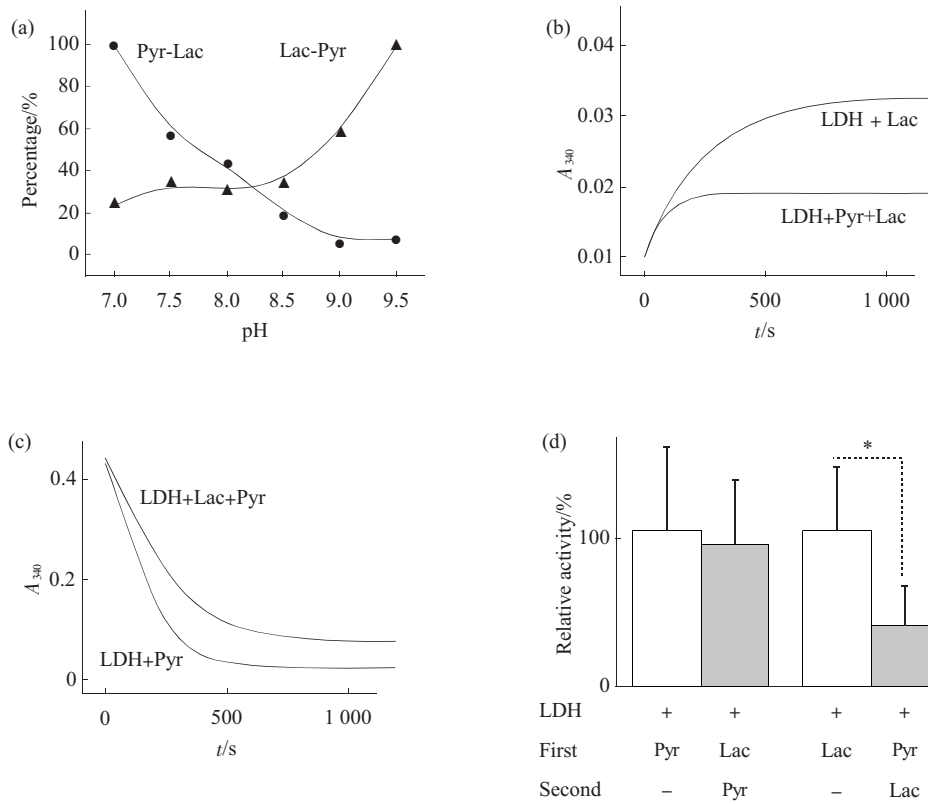 (a)
Percentage/%
100
80
60
40
20
0
Pyr-Lac
Lac-Pyr
7.0 7.5 8.0 8.5 9.0 9.5
pH
(b)
A340
0.04
0.03
0.02
0.01
LDH + Lac
LDH+Pyr+Lac
0 500 1 000
t/s
(c)
A340
0.4
0.2
0
LDH+Lac+Pyr
LDH+Pyr
0 500 1 000
t/s
(d)
Relative activity/%
100
0
*
LDH + + + +
First Pyr Lac Lac Pyr
Second – Pyr – Lac